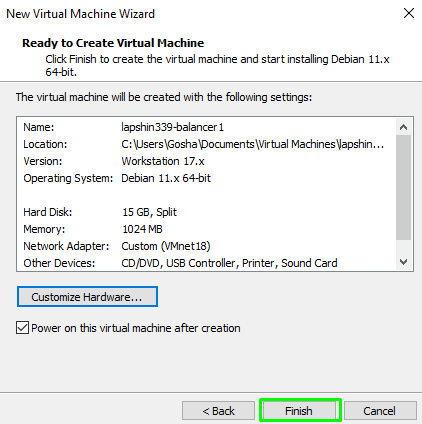 New Virtual Machine Wizard
Ready to Create Virtual Machine
Click Finish to create the virtual machine and start installing Debian 11.x
64-bit.
The virtual machine will be created with the following settings:
Name: lapshin339-balancer1
Location: C:\Users\Gosha\Documents\Virtual Machines\lapshin...
Version: Workstation 17.x
Operating System: Debian 11.x 64-bit
Hard Disk: 15 GB, Split
Memory: 1024 MB
Network Adapter: Custom (VMnet18)
Other Devices: CD/DVD, USB Controller, Printer, Sound Card
Customize Hardware...
Power on this virtual machine after creation
< Back Finish Cancel